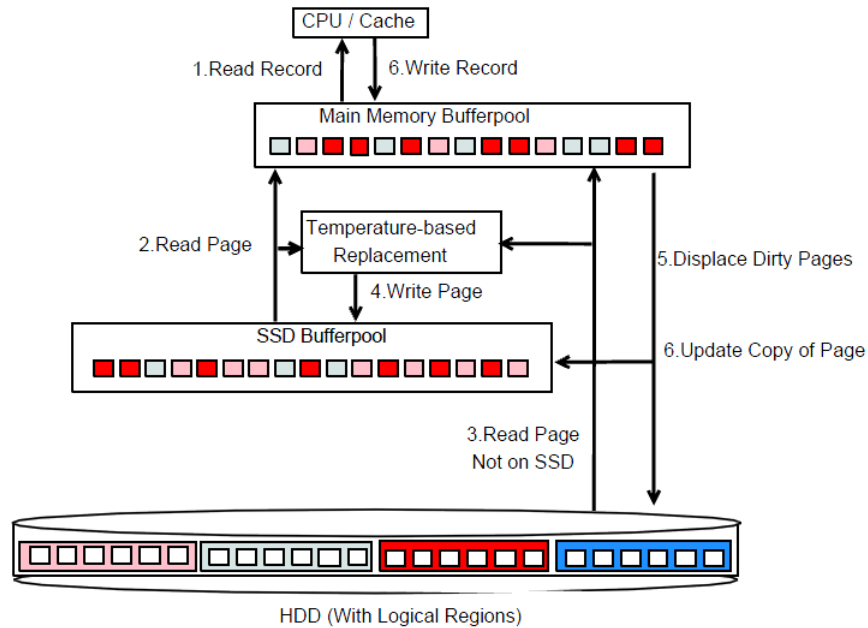 CPU / Cache
1.Read Record
6.Write Record
Main Memory Bufferpool
2.Read Page
Temperature-based
Replacement
4.Write Page
5.Displace Dirty Pages
SSD Bufferpool
6.Update Copy of Page
3.Read Page
Not on SSD
HDD (With Logical Regions)